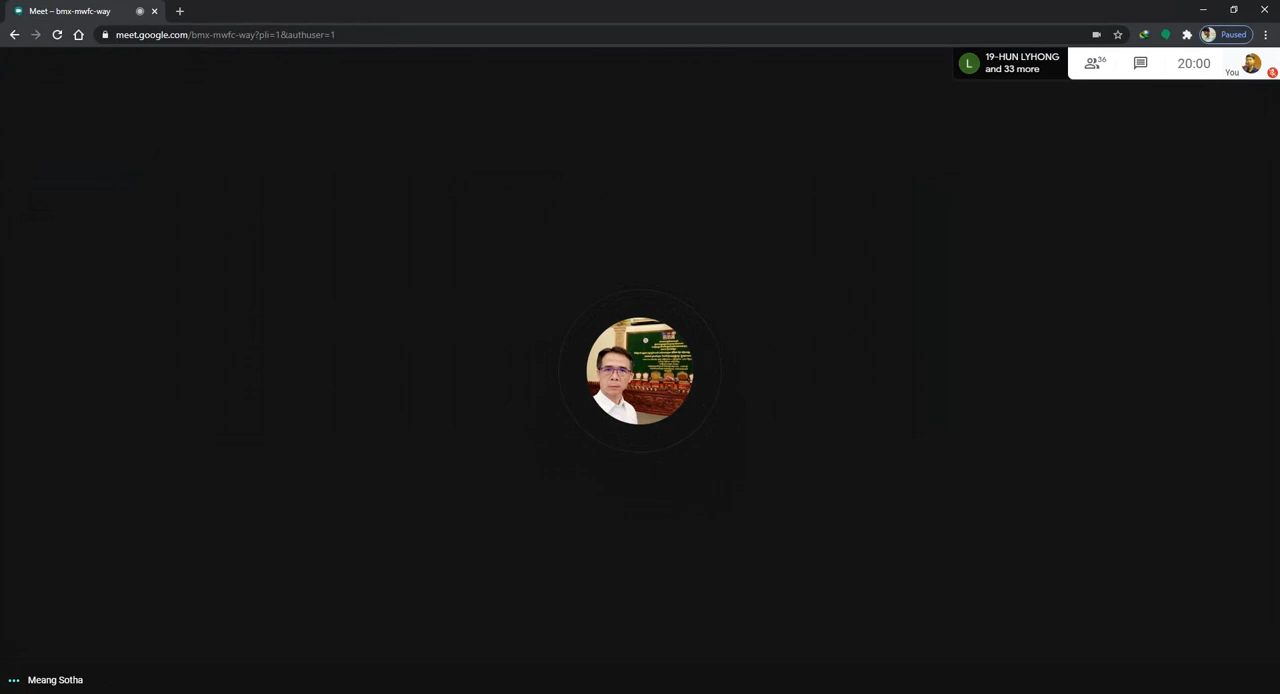 Meet – bmx-mwfc-way
meet.google.com/bmx-mwfc-way?pli=1&authuser=1
Paused
19-HUN LYHONG
and 33 more
L
36
20:00
You
Meang Sotha